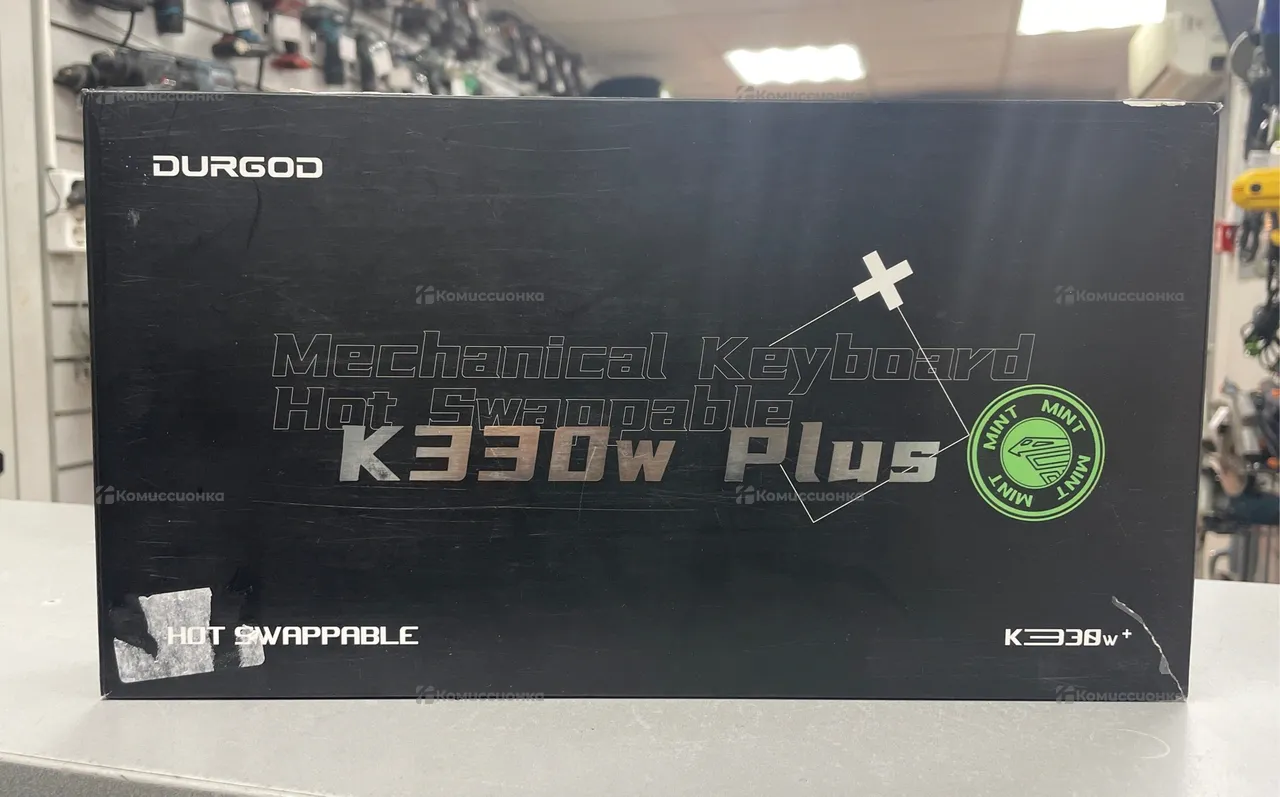 Комиссионка
Комиссионка
DURGOD
Комиссионка
Комиссионка
Mechanical Keyboard
Hot Swappable
K330w Plus
MINT MINT MINT MINT
Комиссионка
Комиссионка
HOT SWAPPABLE
K330w+
Комиссионка
Комиссионка